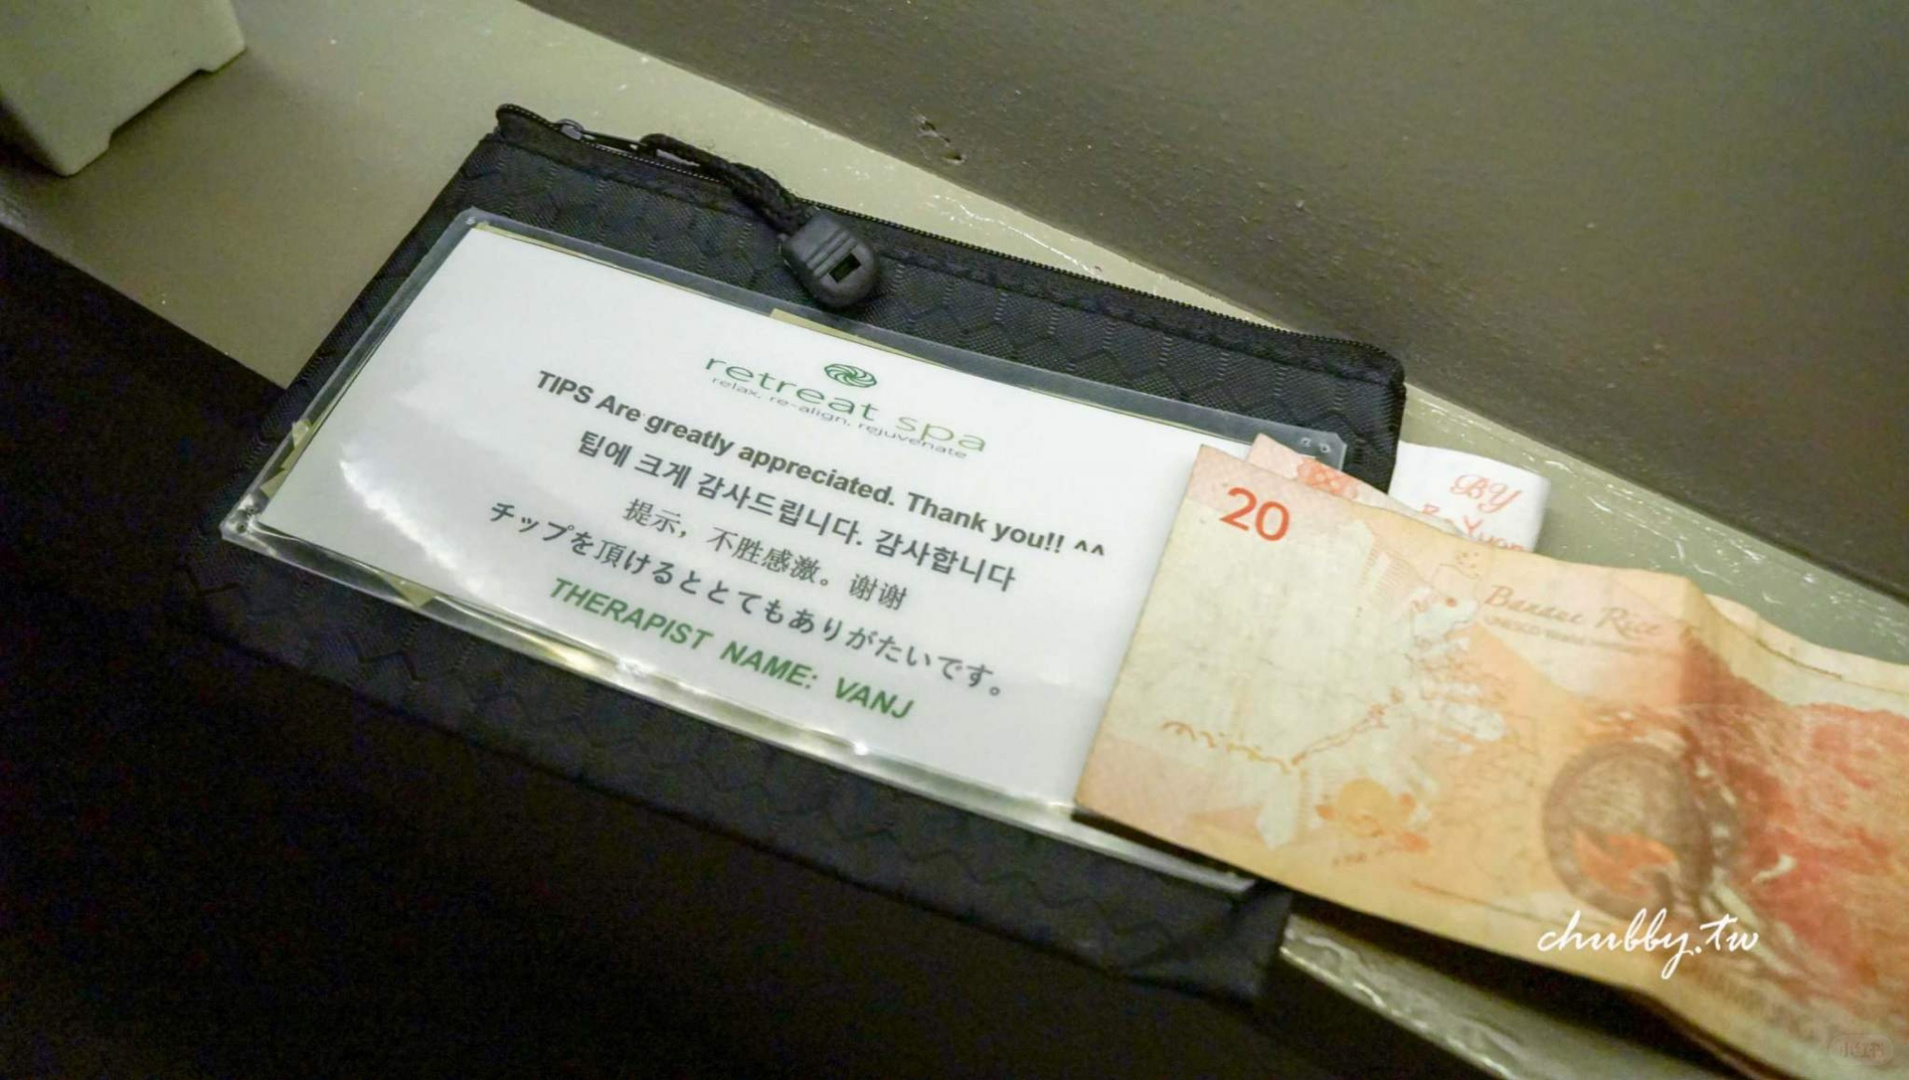 retreat spa
relax, re-align, rejuvenate
TIPS Are greatly appreciated. Thank you!! ^^
팁에 크게 감사드립니다. 감사합니다
提示，不胜感激。谢谢
チップを頂けるととてもありがたいです。
THERAPIST NAME: VANJ
20
BY
Yuan
Banaue Rice
chubby.tw